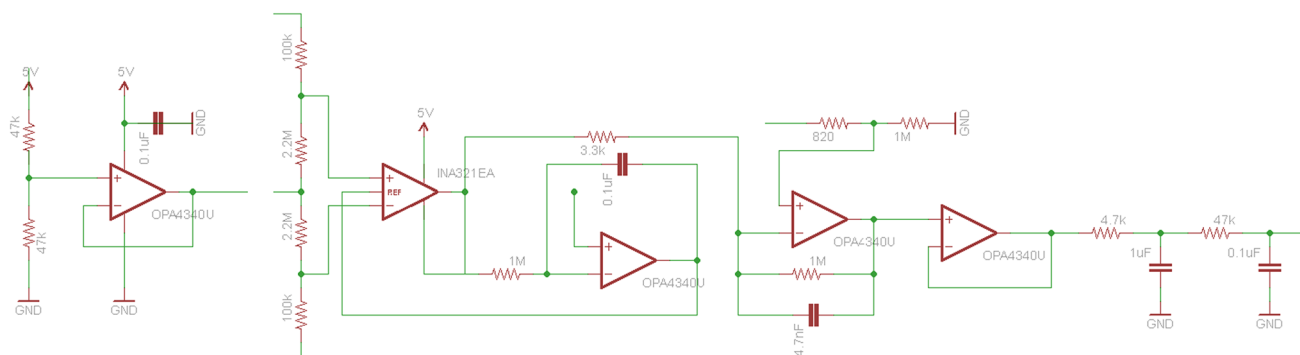 5V
47k
47k
GND
5V
0.1uF
GND
OPA4340U
GND
100k
2.2M
2.2M
100k
5V
INA321EA
+
REF
-
3.3k
0.1uF
1M
+
-
OPA4340U
820
1M
GND
+
-
OPA4340U
1M
4.7nF
+
-
OPA4340U
4.7k
1uF
GND
47k
0.1uF
GND
+
-